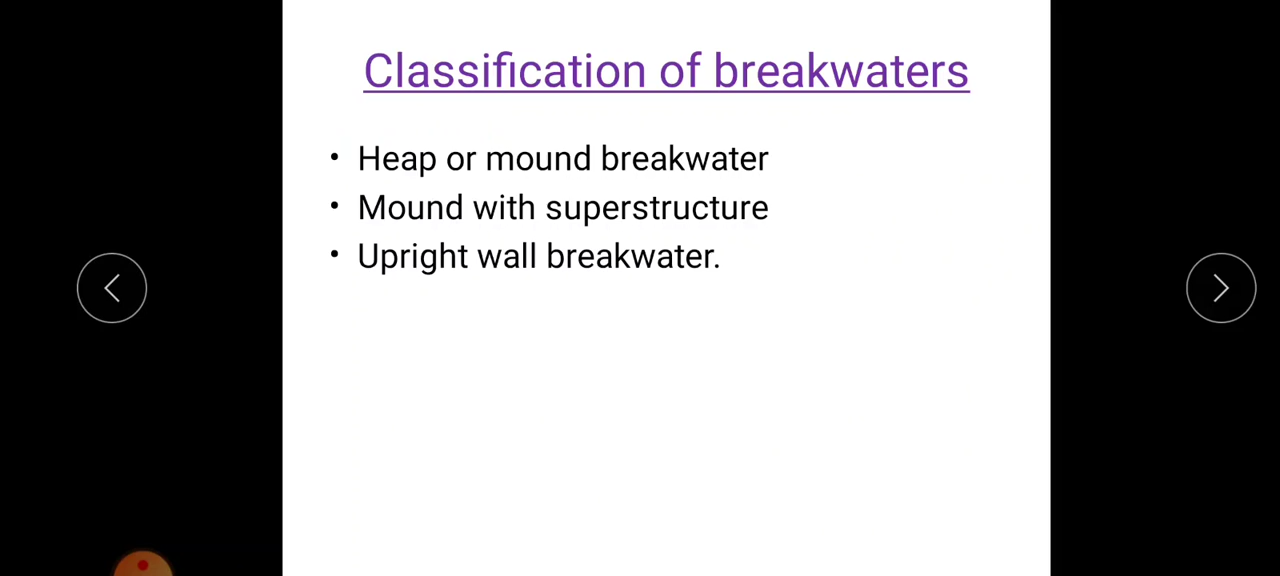 Classification of breakwaters
• Heap or mound breakwater
• Mound with superstructure
• Upright wall breakwater.